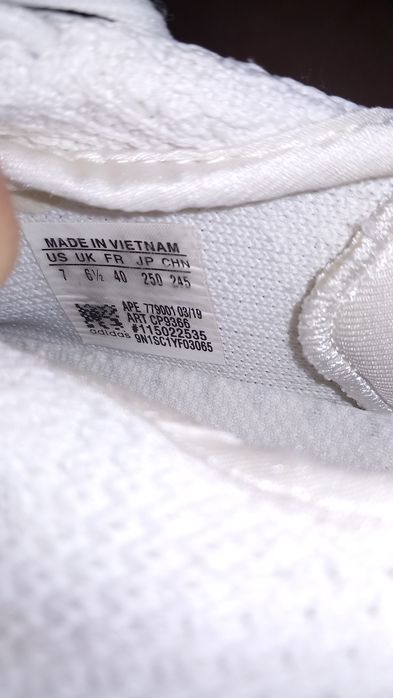 MADE IN VIETNAM
US UK FR JP CHN
7 6½ 40 250 245
APE 779001 03/19
ART CP9366
#115022535
adidas 9N1SC1YF03065